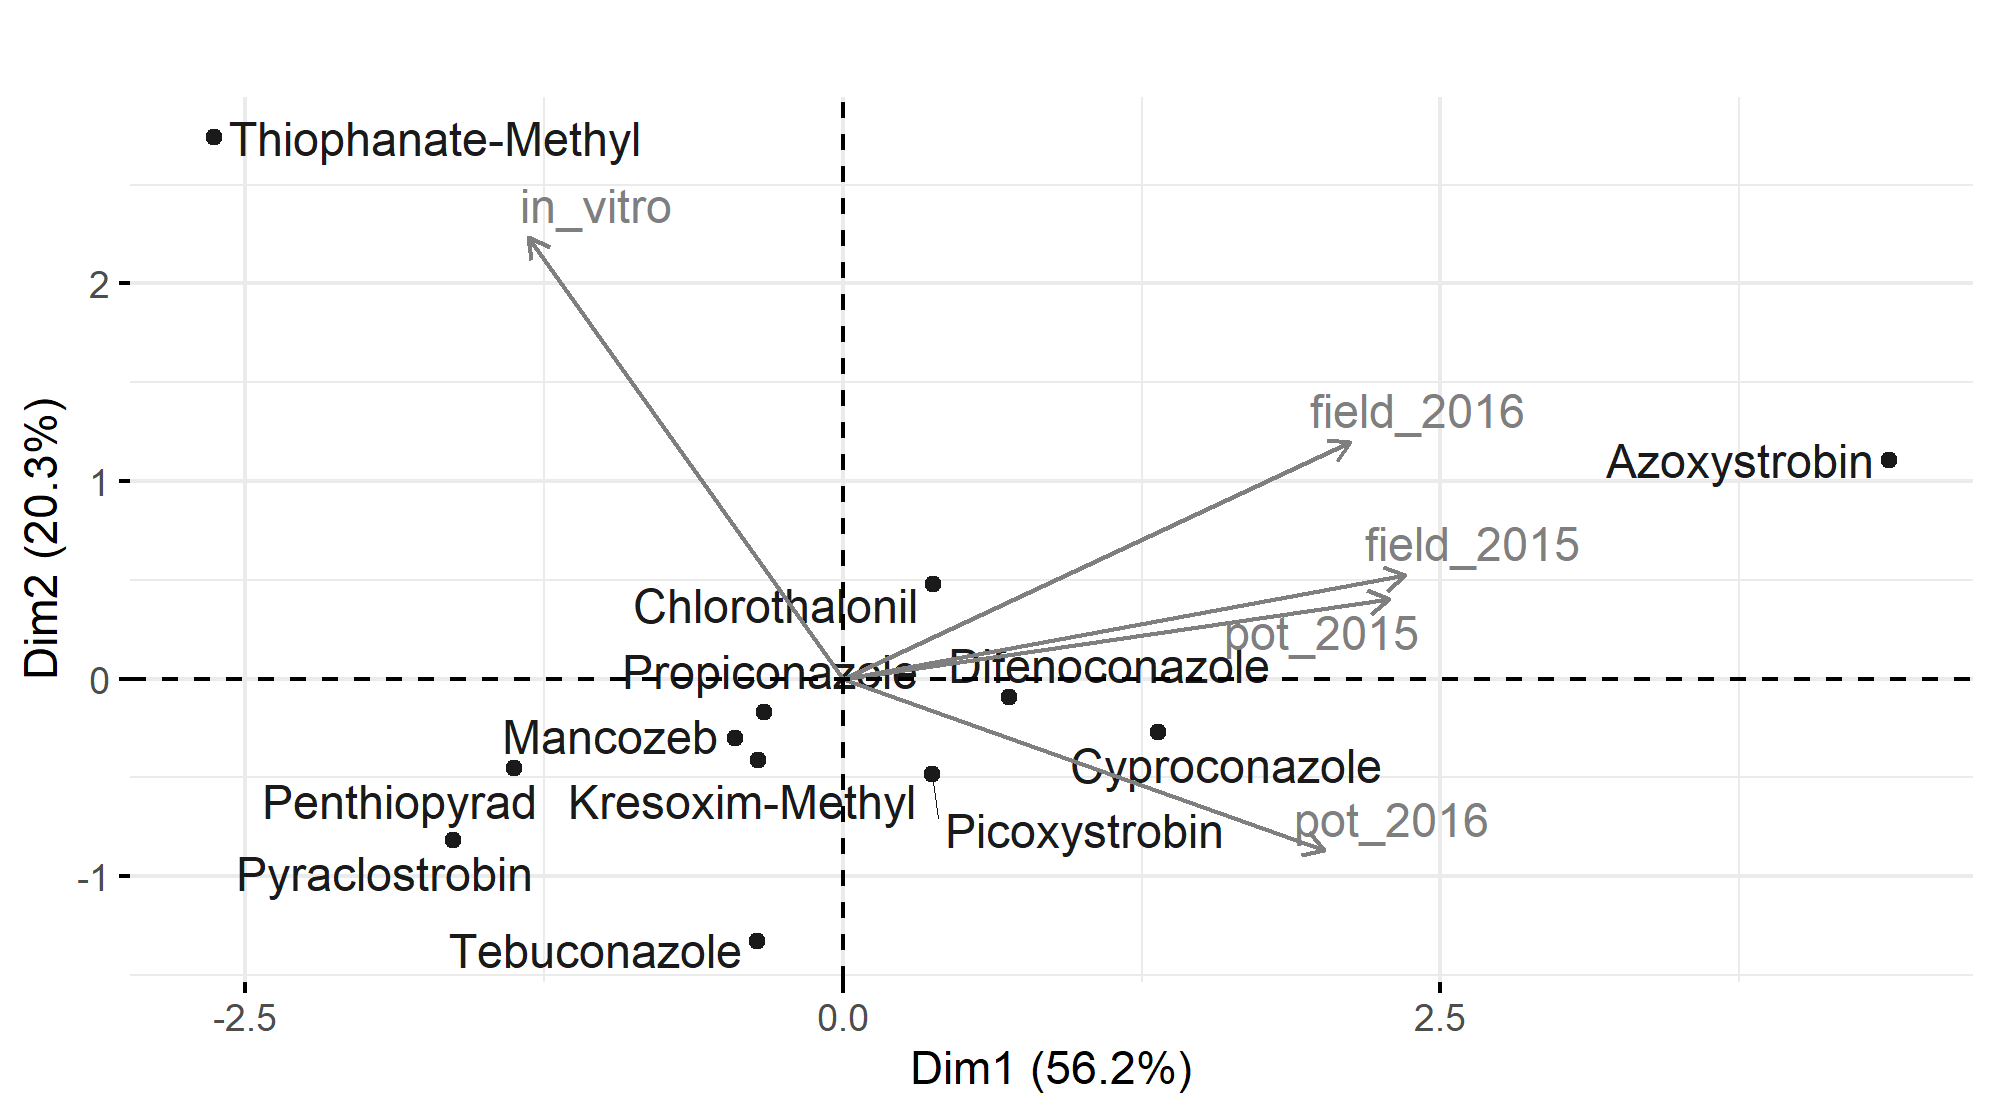 Thiophanate-Methyl
in_vitro
2
field_2016
Azoxystrobin
1
field_2015
Chlorothalonil
pot_2015
Propiconazole
Difenoconazole
0
Mancozeb
Cyproconazole
Penthiopyrad
Kresoxim-Methyl
pot_2016
Picoxystrobin
Pyraclostrobin
-1
Tebuconazole
-2.5
0.0
2.5
Dim1 (56.2%)
Dim2 (20.3%)